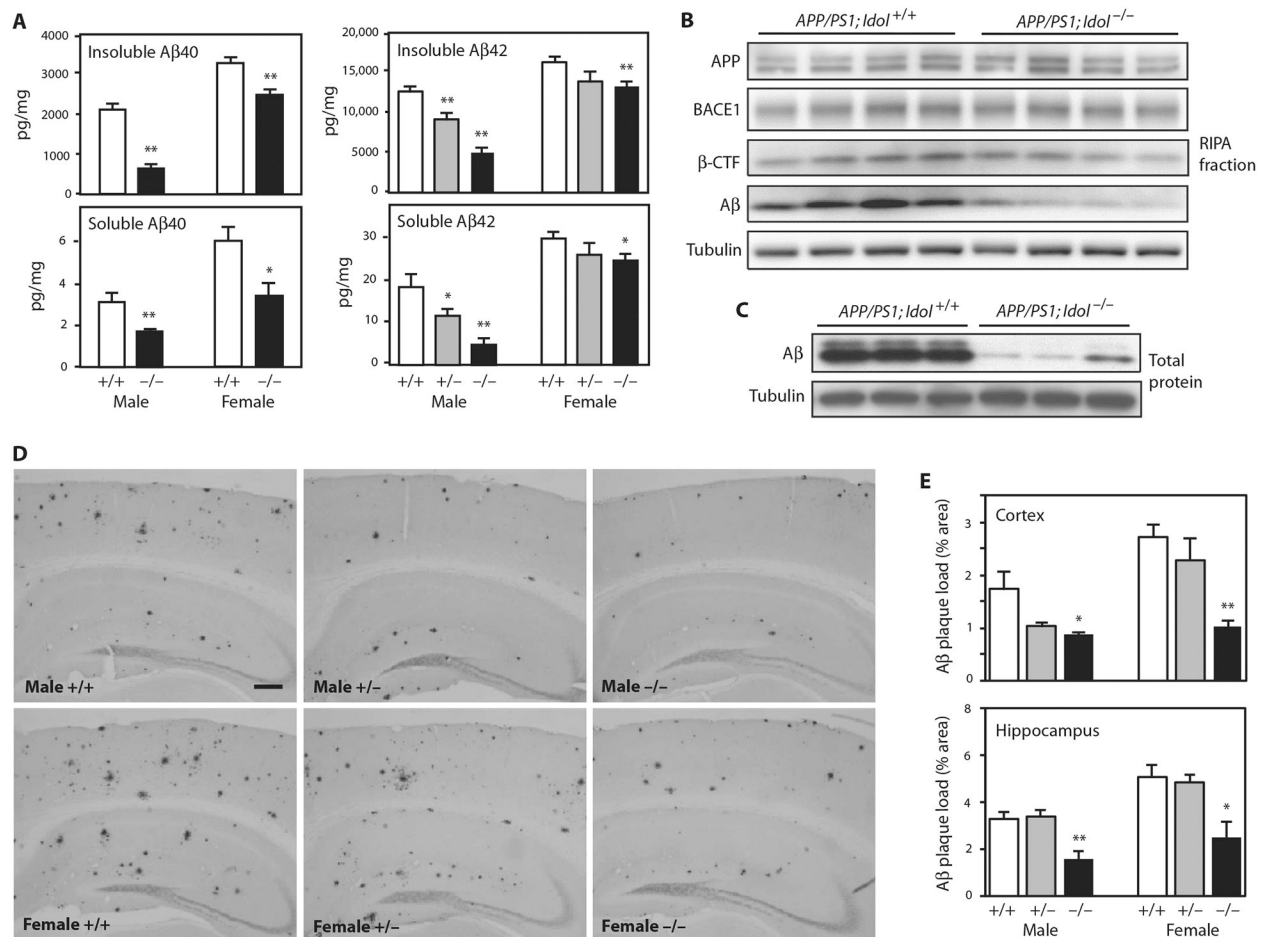 A
Insoluble Aβ40
4000
3000
2000
1000
0
pg/mg
**
**
Insoluble Aβ42
20,000
15,000
10,000
5000
0
pg/mg
**
**
**
Soluble Aβ40
6
4
2
0
pg/mg
**
*
+/+ −/− +/+ −/−
Male Female
Soluble Aβ42
30
20
10
0
pg/mg
*
**
*
+/+ +/− −/− +/+ +/− −/−
Male Female
B
APP/PS1; Idol+/+ APP/PS1; Idol−/−
APP
BACE1
β-CTF
Aβ
Tubulin
RIPA
fraction
C
APP/PS1; Idol+/+ APP/PS1; Idol−/−
Aβ
Tubulin
Total
protein
D
Male +/+
Male +/−
Male −/−
Female +/+
Female +/−
Female −/−
E
Cortex
3
2
1
0
Aβ plaque load (% area)
*
**
Hippocampus
8
6
4
2
0
Aβ plaque load (% area)
**
*
+/+ +/− −/− +/+ +/− −/−
Male Female